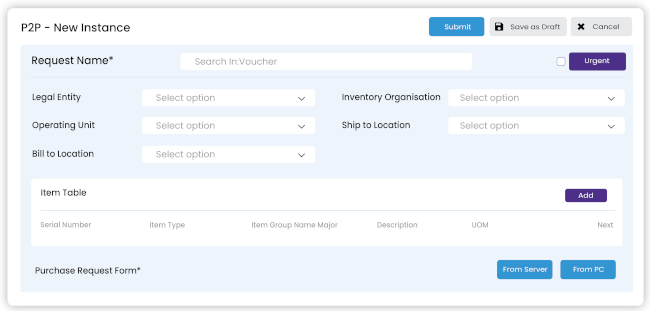 P2P - New Instance Submit Save as Draft Cancel
Request Name* Search In:Voucher Urgent
Legal Entity Select option Inventory Organisation Select option
Operating Unit Select option Ship to Location Select option
Bill to Location Select option
Item Table Add
Serial Number Item Type Item Group Name Major Description UOM Next
Purchase Request Form* From Server From PC